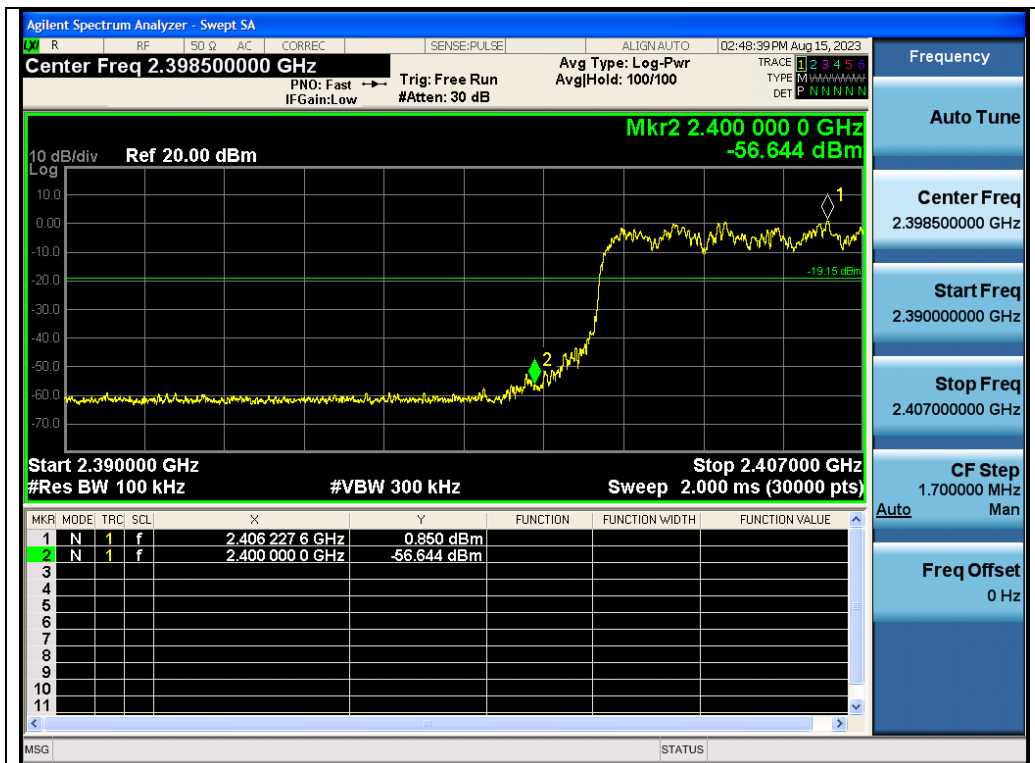 Agilent Spectrum Analyzer - Swept SA
LXI R RF 50 Ω AC CORREC SENSE:PULSE ALIGN AUTO 02:48:39 PM Aug 15, 2023
Center Freq 2.398500000 GHz
PNO: Fast
IFGain:Low
Trig: Free Run
#Atten: 30 dB
Avg Type: Log-Pwr
Avg|Hold: 100/100
TRACE 1 2 3 4 5 6
TYPE M
DET P N N N N N
Mkr2 2.400 000 0 GHz
-56.644 dBm
10 dB/div Ref 20.00 dBm
Log
10.0
0.00
-10.0
-20.0
-30.0
-40.0
-50.0
-60.0
-70.0
1
-19.15 dBm
2
Start 2.390000 GHz Stop 2.407000 GHz
#Res BW 100 kHz #VBW 300 kHz Sweep 2.000 ms (30000 pts)
MKR MODE TRC SCL X Y FUNCTION FUNCTION WIDTH FUNCTION VALUE
1 N 1 f 2.406 227 6 GHz 0.850 dBm
2 N 1 f 2.400 000 0 GHz -56.644 dBm
3
4
5
6
7
8
9
10
11
MSG STATUS
Frequency
Auto Tune
Center Freq
2.398500000 GHz
Start Freq
2.390000000 GHz
Stop Freq
2.407000000 GHz
CF Step
1.700000 MHz
Auto Man
Freq Offset
0 Hz